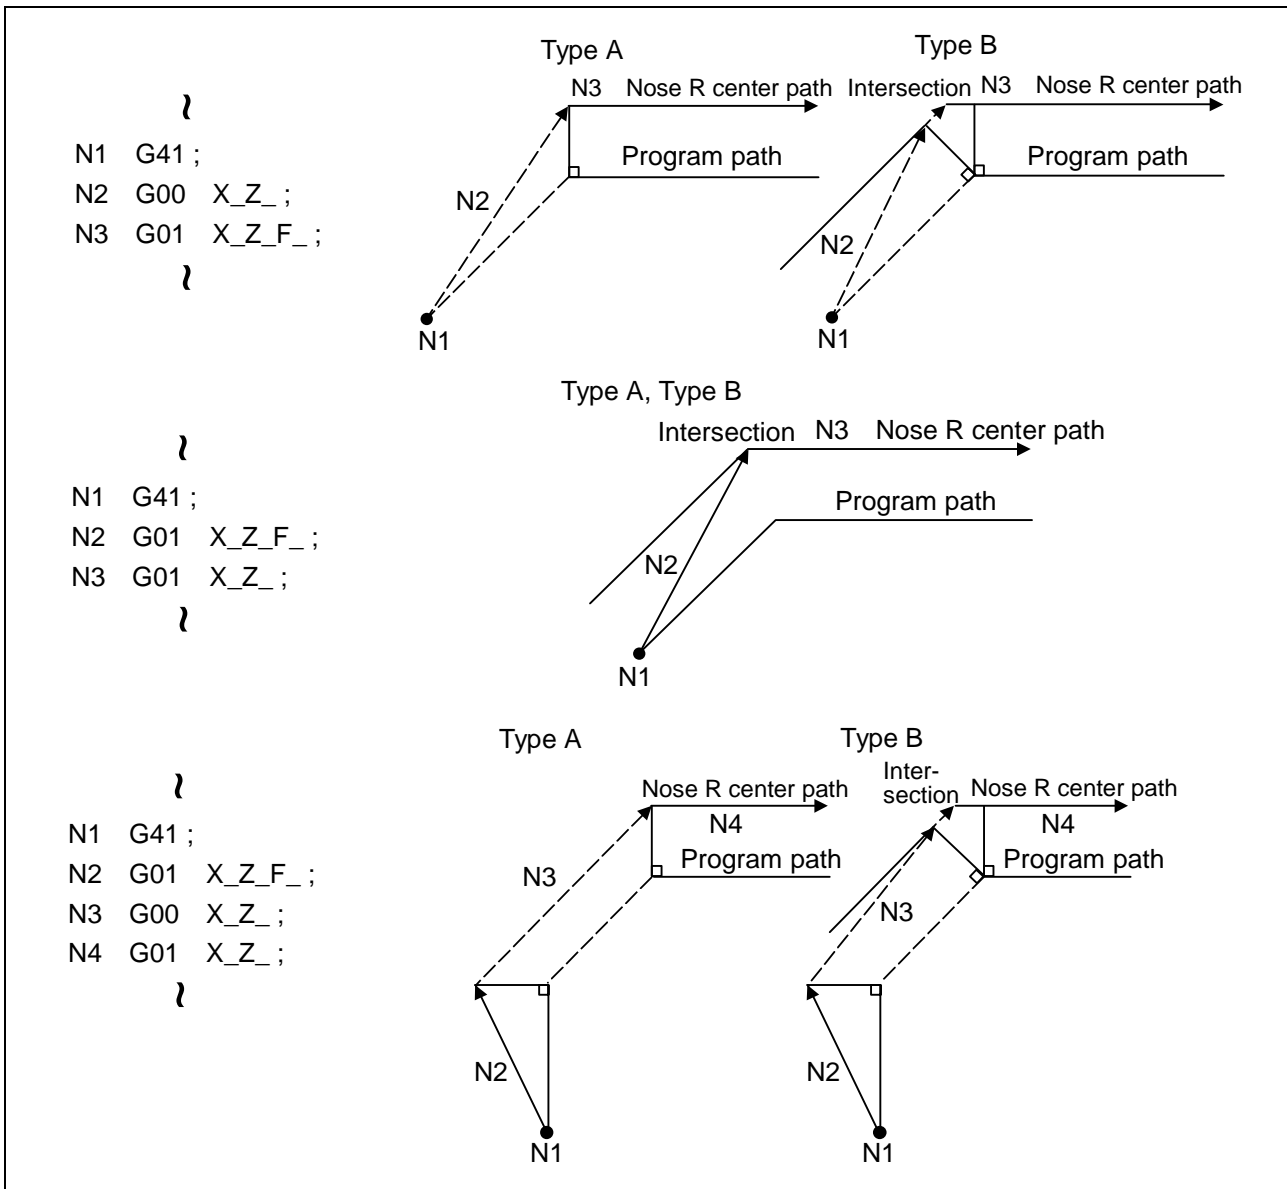 Type A
N3 Nose R center path
Program path
N2
N1
Type B
Intersection N3 Nose R center path
Program path
N2
N1
N1 G41 ;
N2 G00 X_Z_ ;
N3 G01 X_Z_F_ ;
Type A, Type B
Intersection N3 Nose R center path
Program path
N2
N1
N1 G41 ;
N2 G01 X_Z_F_ ;
N3 G01 X_Z_ ;
Type A
Nose R center path
N4
Program path
N3
N2
N1
Type B
Inter-
section
Nose R center path
N4
Program path
N3
N2
N1
N1 G41 ;
N2 G01 X_Z_F_ ;
N3 G00 X_Z_ ;
N4 G01 X_Z_ ;